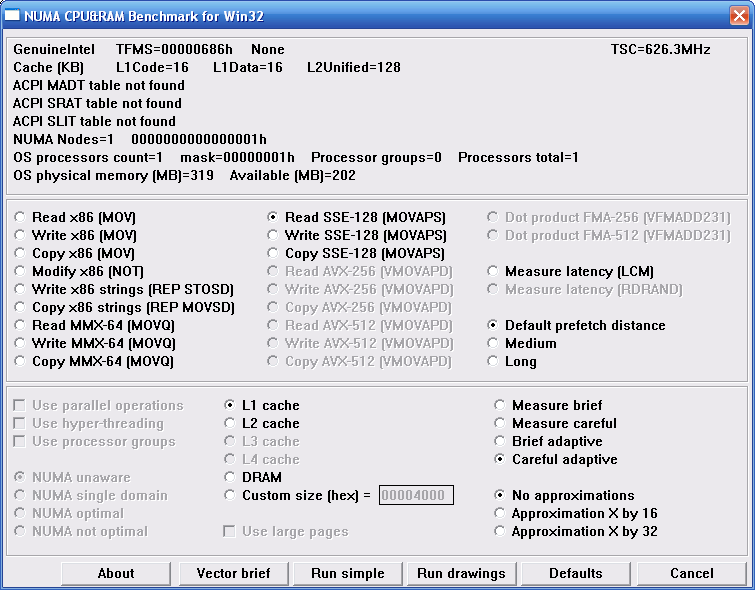 NUMA CPU&RAM Benchmark for Win32
GenuineIntel TFMS=00000686h None TSC=626.3MHz
Cache (KB) L1Code=16 L1Data=16 L2Unified=128
ACPI MADT table not found
ACPI SRAT table not found
ACPI SLIT table not found
NUMA Nodes=1 0000000000000001h
OS processors count=1 mask=00000001h Processor groups=0 Processors total=1
OS physical memory (MB)=319 Available (MB)=202
Read x86 (MOV)
Write x86 (MOV)
Copy x86 (MOV)
Modify x86 (NOT)
Write x86 strings (REP STOSD)
Copy x86 strings (REP MOVSD)
Read MMX-64 (MOVQ)
Write MMX-64 (MOVQ)
Copy MMX-64 (MOVQ)
Read SSE-128 (MOVAPS)
Write SSE-128 (MOVAPS)
Copy SSE-128 (MOVAPS)
Read AVX-256 (VMOVAPD)
Write AVX-256 (VMOVAPD)
Copy AVX-256 (VMOVAPD)
Read AVX-512 (VMOVAPD)
Write AVX-512 (VMOVAPD)
Copy AVX-512 (VMOVAPD)
Dot product FMA-256 (VFMADD231)
Dot product FMA-512 (VFMADD231)
Measure latency (LCM)
Measure latency (RDRAND)
Default prefetch distance
Medium
Long
Use parallel operations
Use hyper-threading
Use processor groups
NUMA unaware
NUMA single domain
NUMA optimal
NUMA not optimal
L1 cache
L2 cache
L3 cache
L4 cache
DRAM
Custom size (hex) = 00004000
Use large pages
Measure brief
Measure careful
Brief adaptive
Careful adaptive
No approximations
Approximation X by 16
Approximation X by 32
About
Vector brief
Run simple
Run drawings
Defaults
Cancel